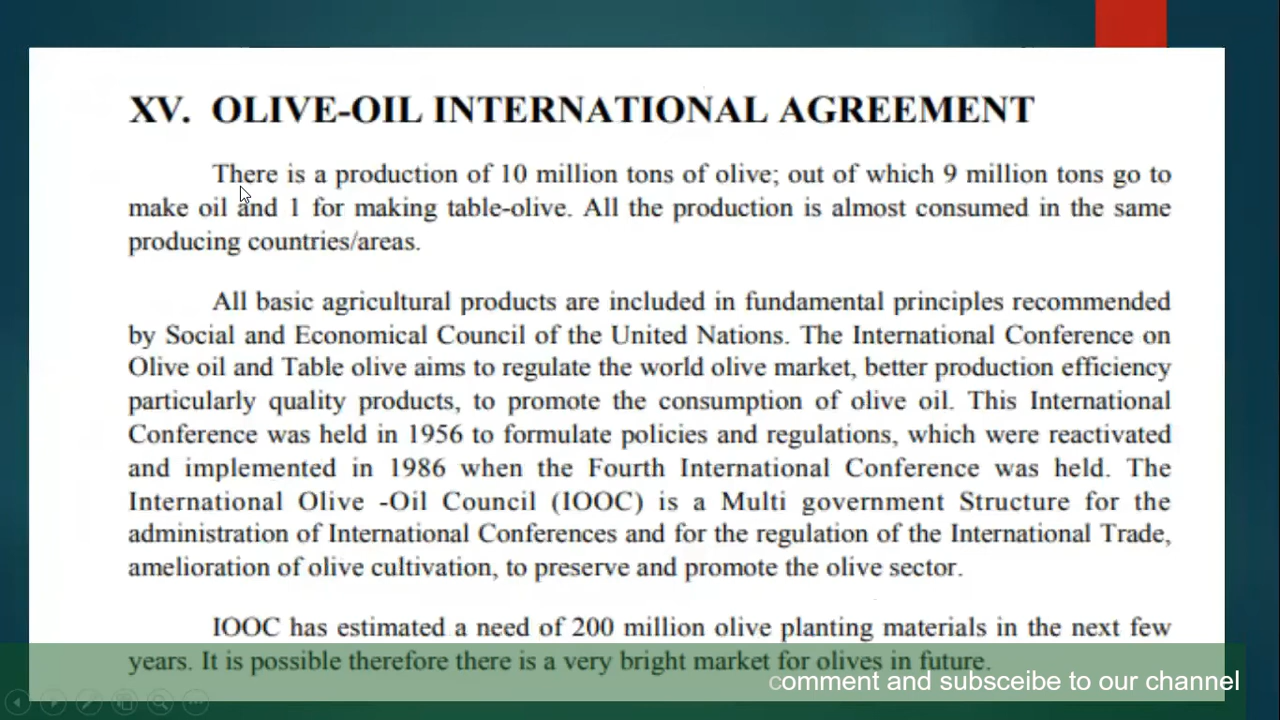 XV. OLIVE-OIL INTERNATIONAL AGREEMENT
There is a production of 10 million tons of olive; out of which 9 million tons go to
make oil and 1 for making table-olive. All the production is almost consumed in the same
producing countries/areas.
All basic agricultural products are included in fundamental principles recommended
by Social and Economical Council of the United Nations. The International Conference on
Olive oil and Table olive aims to regulate the world olive market, better production efficiency
particularly quality products, to promote the consumption of olive oil. This International
Conference was held in 1956 to formulate policies and regulations, which were reactivated
and implemented in 1986 when the Fourth International Conference was held. The
International Olive -Oil Council (IOOC) is a Multi government Structure for the
administration of International Conferences and for the regulation of the International Trade,
amelioration of olive cultivation, to preserve and promote the olive sector.
IOOC has estimated a need of 200 million olive planting materials in the next few
years. It is possible therefore there is a very bright market for olives in future.
comment and subsceibe to our channel